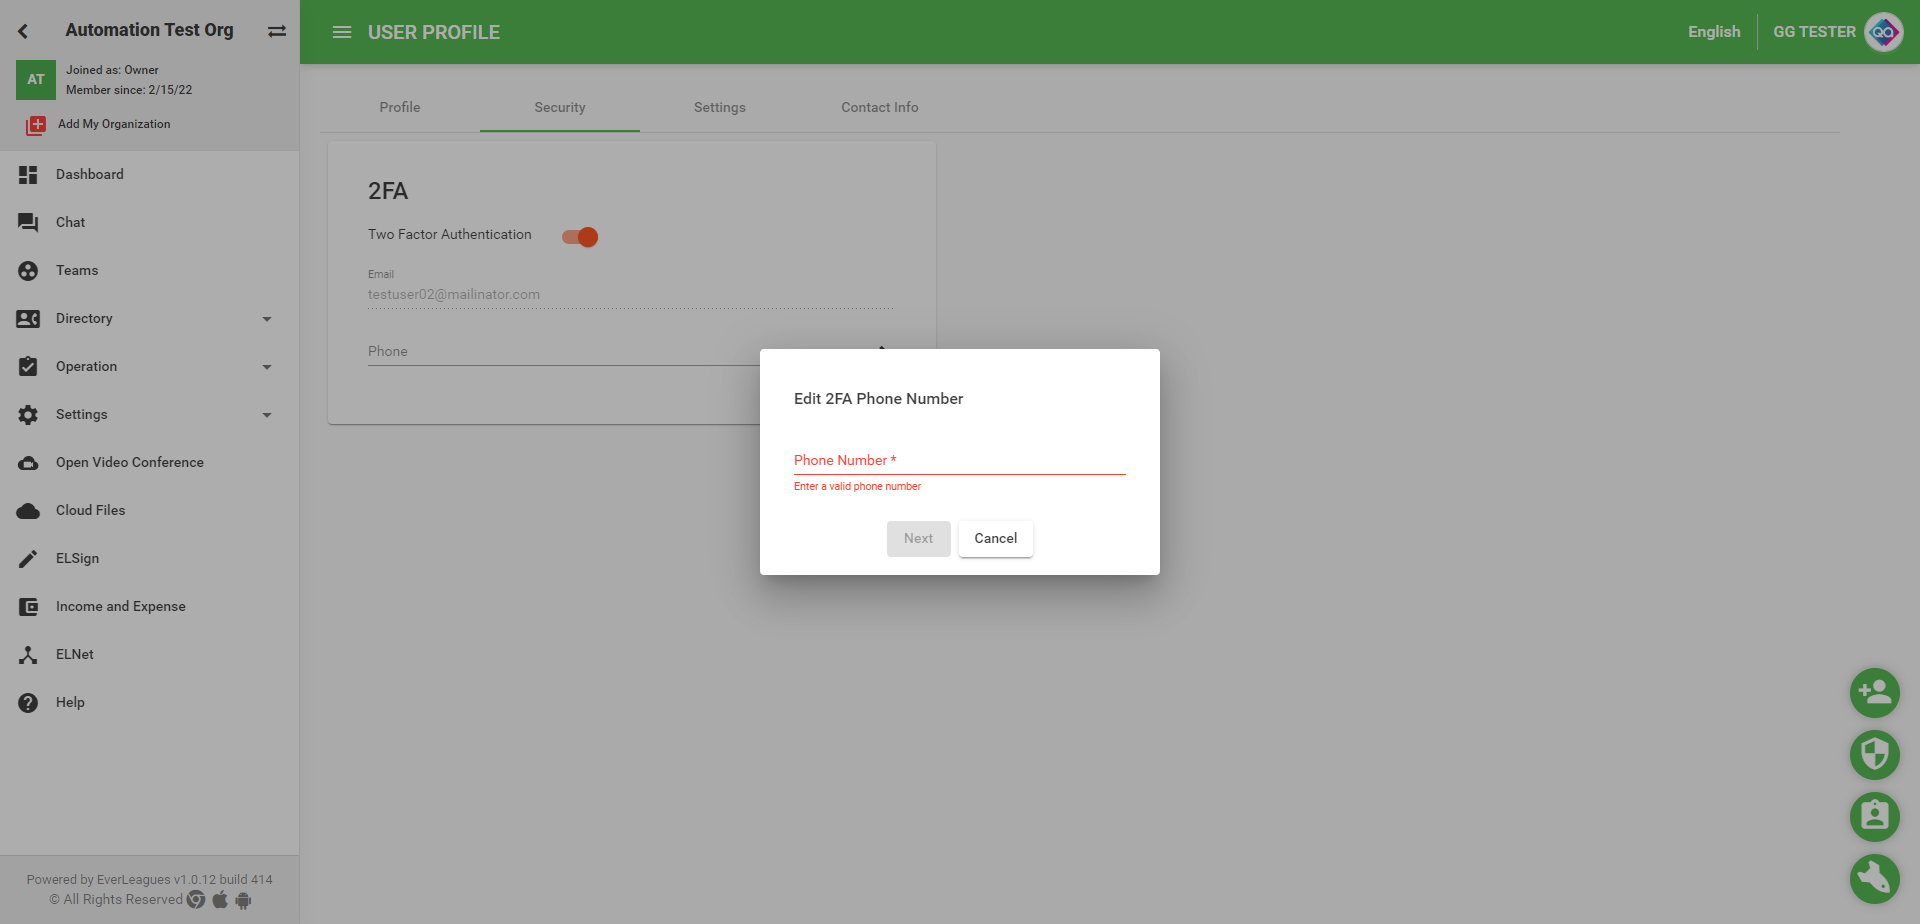 Automation Test Org
AT
Joined as: Owner
Member since: 2/15/22
Add My Organization
Dashboard
Chat
Teams
Directory
Operation
Settings
Open Video Conference
Cloud Files
ELSign
Income and Expense
ELNet
Help
Powered by EverLeagues v1.0.12 build 414
© All Rights Reserved
USER PROFILE
English
GG TESTER
QA
Profile
Security
Settings
Contact Info
2FA
Two Factor Authentication
Email
testuser02@mailinator.com
Phone
Edit 2FA Phone Number
Phone Number *
Enter a valid phone number
Next
Cancel